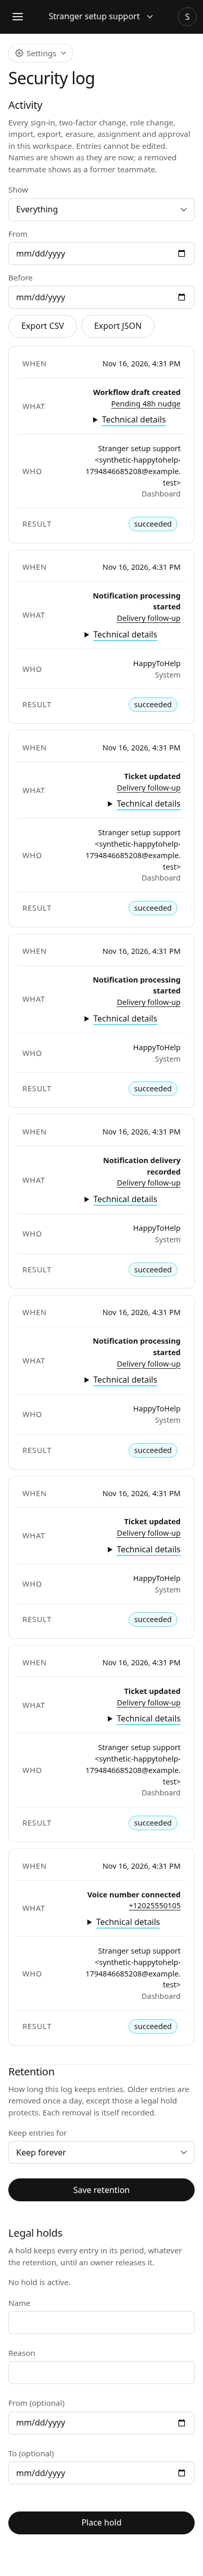 Stranger setup support
S
Settings
Security log
Activity
Every sign-in, two-factor change, role change,
import, export, erasure, assignment and approval
in this workspace. Entries cannot be edited.
Names are shown as they are now; a removed
teammate shows as a former teammate.
Show
Everything
From
mm/dd/yyyy
Before
mm/dd/yyyy
Export CSV
Export JSON
WHEN
Nov 16, 2026, 4:31 PM
WHAT
Workflow draft created
Pending 48h nudge
Technical details
WHO
Stranger setup support
<synthetic-happytohelp-
1794846685208@example.
test>
Dashboard
RESULT
succeeded
WHEN
Nov 16, 2026, 4:31 PM
WHAT
Notification processing
started
Delivery follow-up
Technical details
WHO
HappyToHelp
System
RESULT
succeeded
WHEN
Nov 16, 2026, 4:31 PM
WHAT
Ticket updated
Delivery follow-up
Technical details
WHO
Stranger setup support
<synthetic-happytohelp-
1794846685208@example.
test>
Dashboard
RESULT
succeeded
WHEN
Nov 16, 2026, 4:31 PM
WHAT
Notification processing
started
Delivery follow-up
Technical details
WHO
HappyToHelp
System
RESULT
succeeded
WHEN
Nov 16, 2026, 4:31 PM
WHAT
Notification delivery
recorded
Delivery follow-up
Technical details
WHO
HappyToHelp
System
RESULT
succeeded
WHEN
Nov 16, 2026, 4:31 PM
WHAT
Notification processing
started
Delivery follow-up
Technical details
WHO
HappyToHelp
System
RESULT
succeeded
WHEN
Nov 16, 2026, 4:31 PM
WHAT
Ticket updated
Delivery follow-up
Technical details
WHO
HappyToHelp
System
RESULT
succeeded
WHEN
Nov 16, 2026, 4:31 PM
WHAT
Ticket updated
Delivery follow-up
Technical details
WHO
Stranger setup support
<synthetic-happytohelp-
1794846685208@example.
test>
Dashboard
RESULT
succeeded
WHEN
Nov 16, 2026, 4:31 PM
WHAT
Voice number connected
+12025550105
Technical details
WHO
Stranger setup support
<synthetic-happytohelp-
1794846685208@example.
test>
Dashboard
RESULT
succeeded
Retention
How long this log keeps entries. Older entries are
removed once a day, except those a legal hold
protects. Each removal is itself recorded.
Keep entries for
Keep forever
Save retention
Legal holds
A hold keeps every entry in its period, whatever
the retention, until an owner releases it.
No hold is active.
Name
Reason
From (optional)
mm/dd/yyyy
To (optional)
mm/dd/yyyy
Place hold